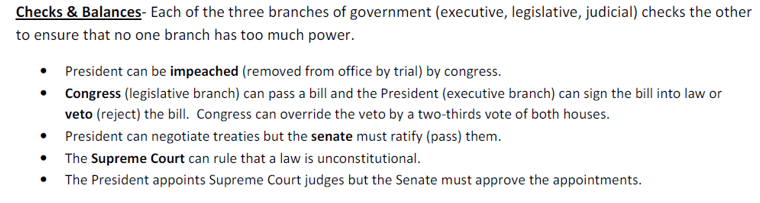 Checks & Balances- Each of the three branches of government (executive, legislative, judicial) checks the other
to ensure that no one branch has too much power.
• President can be impeached (removed from office by trial) by congress.
• Congress (legislative branch) can pass a bill and the President (executive branch) can sign the bill into law or
veto (reject) the bill.  Congress can override the veto by a two-thirds vote of both houses.
• President can negotiate treaties but the senate must ratify (pass) them.
• The Supreme Court can rule that a law is unconstitutional.
• The President appoints Supreme Court judges but the Senate must approve the appointments.